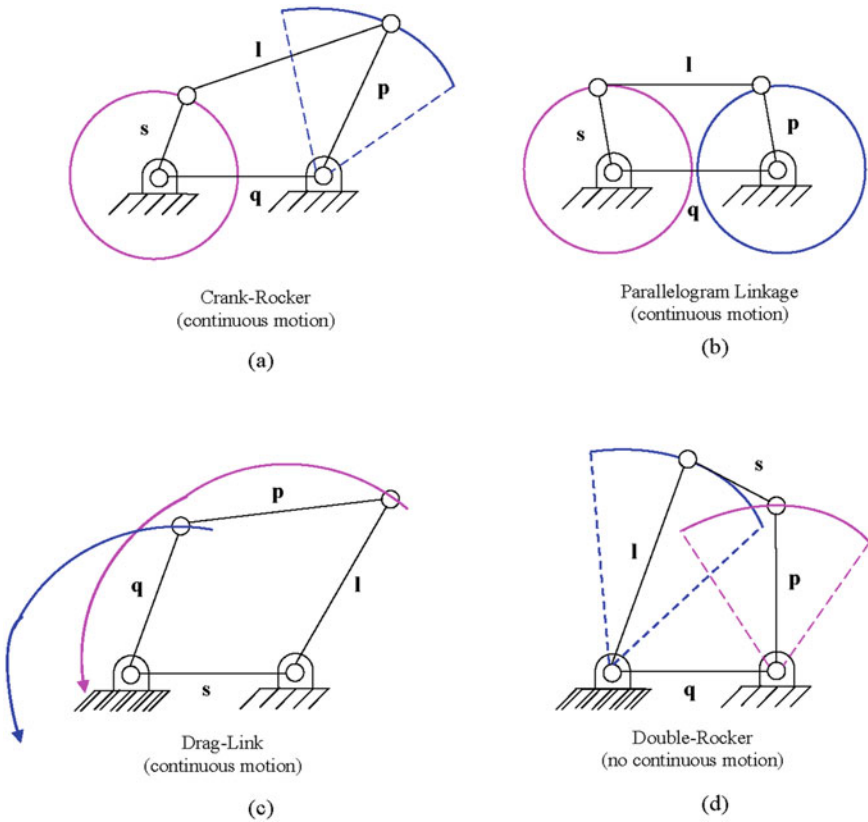 l
s
p
q
Crank-Rocker
(continuous motion)
(a)
l
s
p
q
Parallelogram Linkage
(continuous motion)
(b)
p
q
l
s
Drag-Link
(continuous motion)
(c)
s
l
p
q
Double-Rocker
(no continuous motion)
(d)